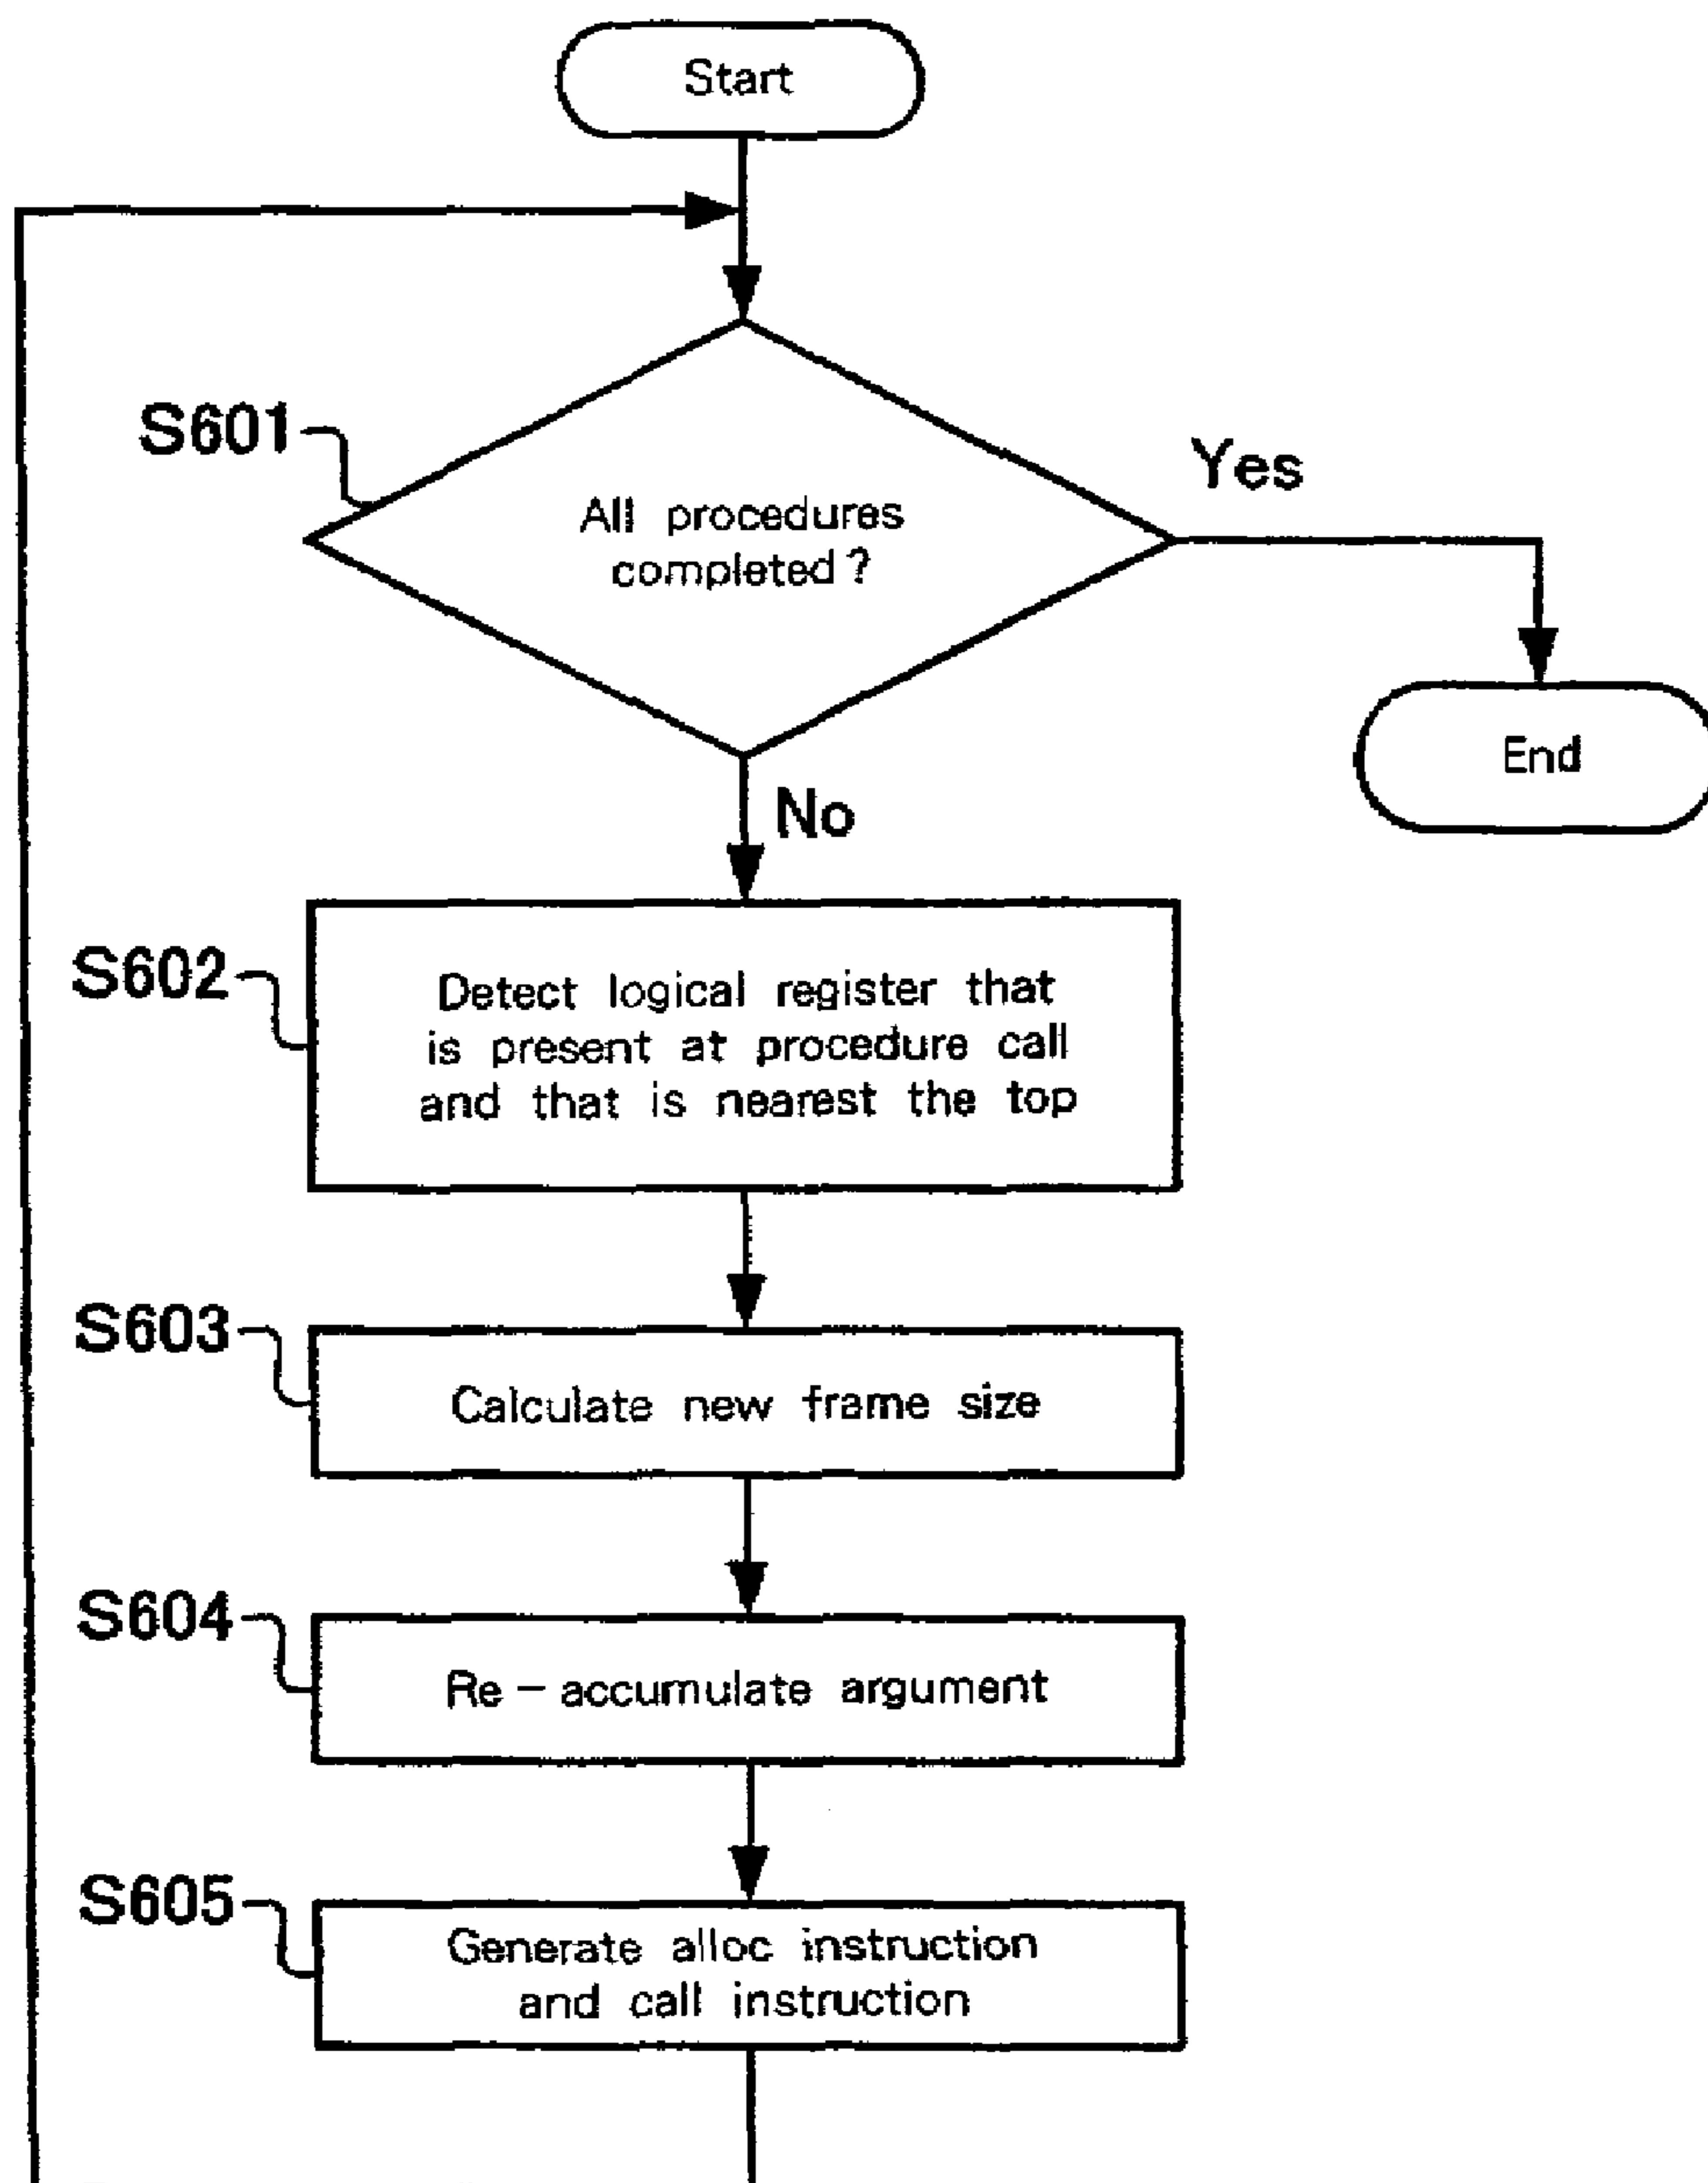 Start
S601
All procedures
completed?
Yes
End
No
S602
Detect logical register that
is present at procedure call
and that is nearest the top
S603
Calculate new frame size
S604
Re-accumulate argument
S605
Generate alloc instruction
and call instruction